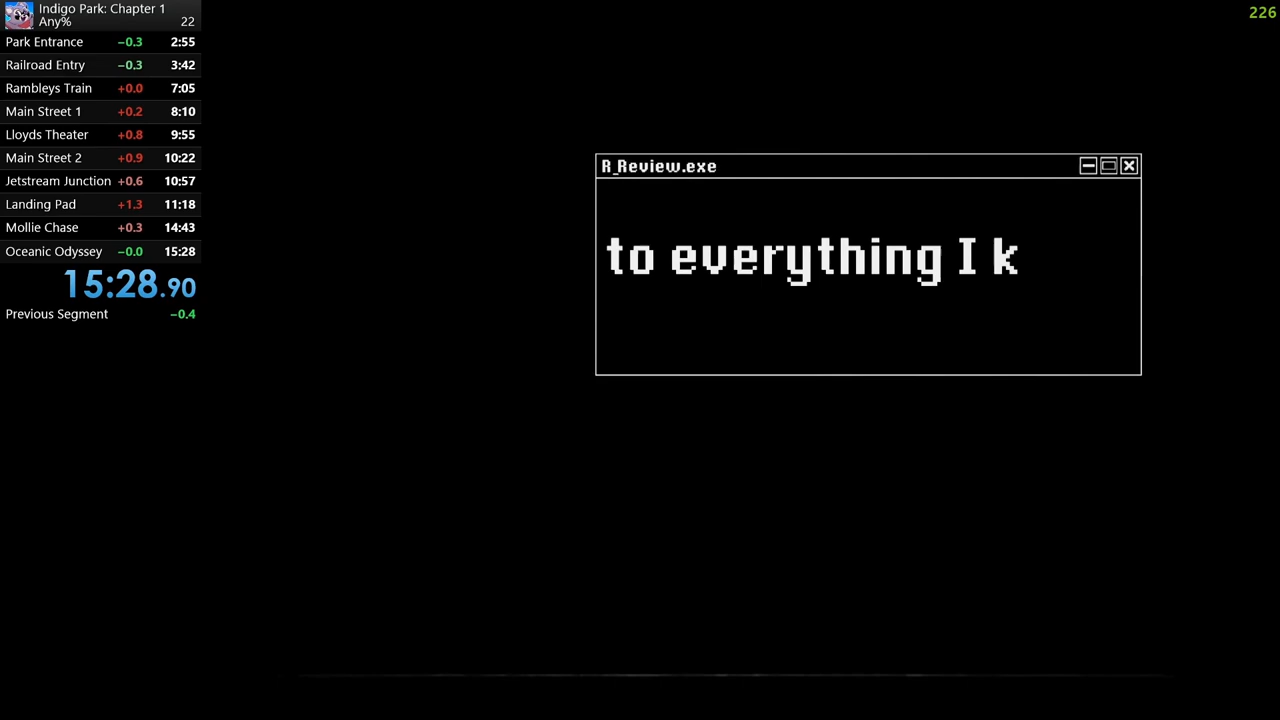 Indigo Park: Chapter 1
Any% 22
Park Entrance −0.3 2:55
Railroad Entry −0.3 3:42
Rambleys Train +0.0 7:05
Main Street 1 +0.2 8:10
Lloyds Theater +0.8 9:55
Main Street 2 +0.9 10:22
Jetstream Junction +0.6 10:57
Landing Pad +1.3 11:18
Mollie Chase +0.3 14:43
Oceanic Odyssey −0.0 15:28
15:28.90
Previous Segment −0.4
226
R_Review.exe
to everything I k